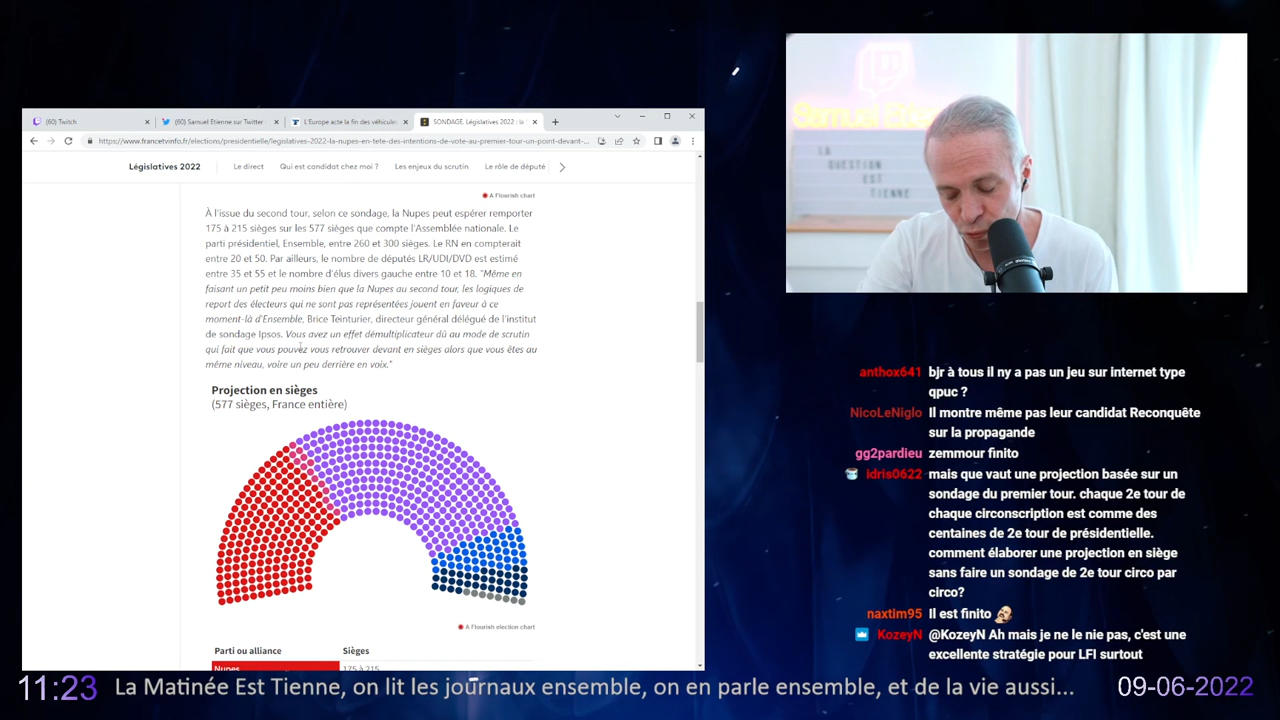 (60) Twitch
(60) Samuel Etienne sur Twitter
L'Europe acte la fin des véhicule
SONDAGE. Législatives 2022 : la
https://www.francetvinfo.fr/elections/presidentielle/legislatives-2022-la-nupes-en-tete-des-intentions-de-vote-au-premier-tour-un-point-devant-...
Législatives 2022
Le direct
Qui est candidat chez moi ?
Les enjeux du scrutin
Le rôle de député
A Flourish chart
À l'issue du second tour, selon ce sondage, la Nupes peut espérer remporter
175 à 215 sièges sur les 577 sièges que compte l'Assemblée nationale. Le
parti présidentiel, Ensemble, entre 260 et 300 sièges. Le RN en compterait
entre 20 et 50. Par ailleurs, le nombre de députés LR/UDI/DVD est estimé
entre 35 et 55 et le nombre d'élus divers gauche entre 10 et 18. "Même en
faisant un petit peu moins bien que la Nupes au second tour, les logiques de
report des électeurs qui ne sont pas représentées jouent en faveur à ce
moment-là d'Ensemble, Brice Teinturier, directeur général délégué de l'institut
de sondage Ipsos. Vous avez un effet démultiplicateur dû au mode de scrutin
qui fait que vous pouvez vous retrouver devant en sièges alors que vous êtes au
même niveau, voire un peu derrière en voix."
Projection en sièges
(577 sièges, France entière)
A Flourish election chart
Parti ou alliance
Sièges
Nupes
175 à 215
LA
QUESTION
EST
TIENNE
anthox641 bjr à tous il ny a pas un jeu sur internet type
qpuc ?
NicoLeNiglo Il montre même pas leur candidat Reconquête
sur la propagande
gg2pardieu zemmour finito
idris0622 mais que vaut une projection basée sur un
sondage du premier tour. chaque 2e tour de
chaque circonscription est comme des
centaines de 2e tour de présidentielle.
comment élaborer une projection en siège
sans faire un sondage de 2e tour circo par
circo?
naxtim95 Il est finito
KozeyN @KozeyN Ah mais je ne le nie pas, c'est une
excellente stratégie pour LFI surtout
11:23
La Matinée Est Tienne, on lit les journaux ensemble, on en parle ensemble, et de la vie aussi...
09-06-2022